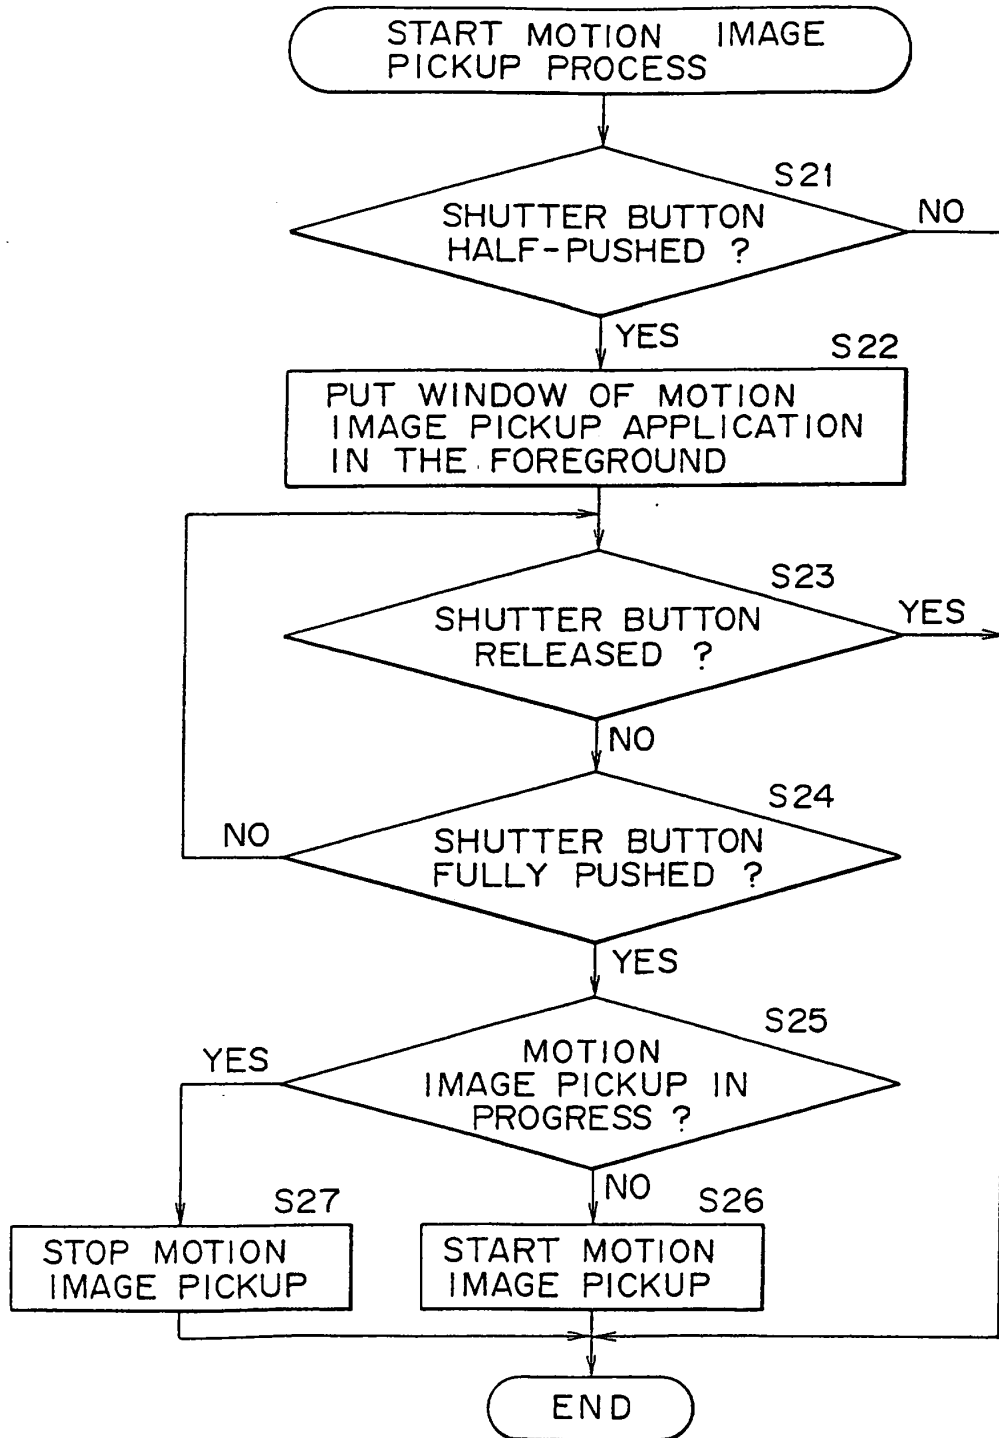 START MOTION IMAGE
PICKUP PROCESS
S21
SHUTTER BUTTON
HALF-PUSHED ?
NO
YES
S22
PUT WINDOW OF MOTION
IMAGE PICKUP APPLICATION
IN THE FOREGROUND
S23
SHUTTER BUTTON
RELEASED ?
YES
NO
S24
SHUTTER BUTTON
FULLY PUSHED ?
NO
YES
S25
MOTION
IMAGE PICKUP IN
PROGRESS ?
YES
NO
S27
STOP MOTION
IMAGE PICKUP
S26
START MOTION
IMAGE PICKUP
END